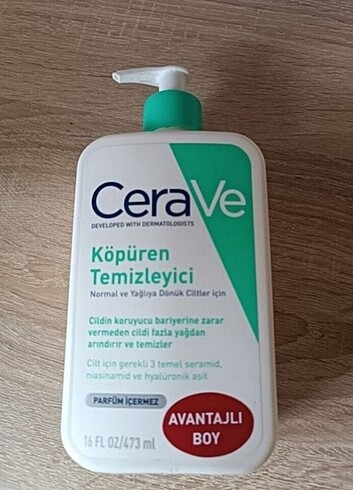 CeraVe
DEVELOPED WITH DERMATOLOGISTS
Köpüren
Temizleyici
Normal ve Yağlıya Dönük Ciltler için
Cildin koruyucu bariyerine zarar
vermeden cildi fazla yağdan
arındırır ve temizler
Cilt için gerekli 3 temel seramid,
niasinamid ve hyalüronik asit
PARFÜM İÇERMEZ
AVANTAJLI
BOY
16 FL OZ/473 ml